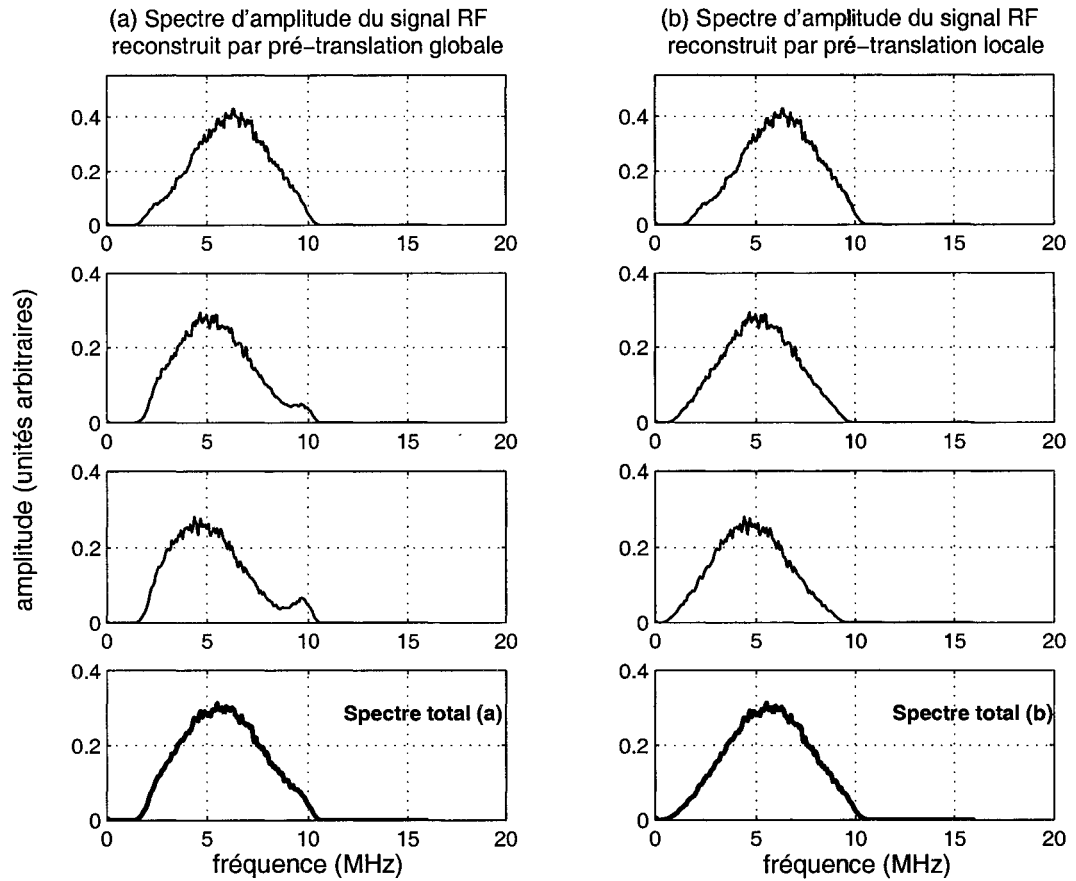 (a) Spectre d'amplitude du signal RF
reconstruit par pré−translation globale
(b) Spectre d'amplitude du signal RF
reconstruit par pré−translation locale
amplitude (unités arbitraires)
0.4
0.2
0
0 5 10 15 20
0.4
0.2
0
0 5 10 15 20
0.4
0.2
0
0 5 10 15 20
0.4
0.2
0
Spectre total (a)
0 5 10 15 20
fréquence (MHz)
0.4
0.2
0
0 5 10 15 20
0.4
0.2
0
0 5 10 15 20
0.4
0.2
0
0 5 10 15 20
0.4
0.2
0
Spectre total (b)
0 5 10 15 20
fréquence (MHz)